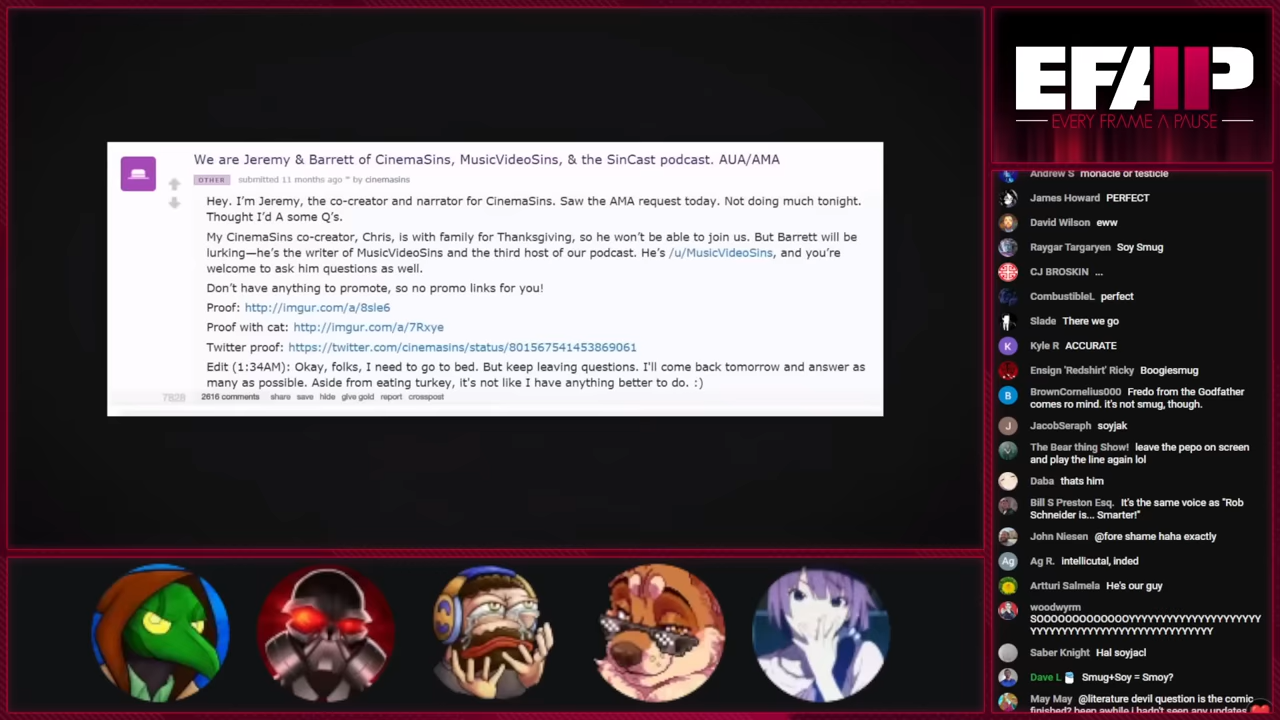 We are Jeremy & Barrett of CinemaSins, MusicVideoSins, & the SinCast podcast. AUA/AMA
OTHER submitted 11 months ago * by cinemasins
Hey. I'm Jeremy, the co-creator and narrator for CinemaSins. Saw the AMA request today. Not doing much tonight.
Thought I'd A some Q's.
My CinemaSins co-creator, Chris, is with family for Thanksgiving, so he won't be able to join us. But Barrett will be
lurking—he's the writer of MusicVideoSins and the third host of our podcast. He's /u/MusicVideoSins, and you're
welcome to ask him questions as well.
Don't have anything to promote, so no promo links for you!
Proof: http://imgur.com/a/8sle6
Proof with cat: http://imgur.com/a/7Rxye
Twitter proof: https://twitter.com/cinemasins/status/801567541453869061
Edit (1:34AM): Okay, folks, I need to go to bed. But keep leaving questions. I'll come back tomorrow and answer as
many as possible. Aside from eating turkey, it's not like I have anything better to do. :)
7828 2616 comments share save hide give gold report crosspost
EFAP
EVERY FRAME A PAUSE
Andrew S monacle or testicle
James Howard PERFECT
David Wilson eww
Raygar Targaryen Soy Smug
CJ BROSKIN ...
CombustibleL perfect
Slade There we go
K Kyle R ACCURATE
Ensign 'Redshirt' Ricky Boogiesmug
B BrownCornelius000 Fredo from the Godfather
comes ro mind. it's not smug, though.
J JacobSeraph soyjak
The Bear thing Show! leave the pepo on screen
and play the line again lol
Daba thats him
Bill S Preston Esq. It's the same voice as "Rob
Schneider is... Smarter!"
John Niesen @fore shame haha exactly
Ag Ag R. intellicutal, inded
Artturi Salmela He's our guy
woodwyrm
Saber Knight Hal soyjacl
Dave L Smug+Soy = Smoy?
May May @literature devil question is the comic
finished? been awhile i hadn't seen any updates